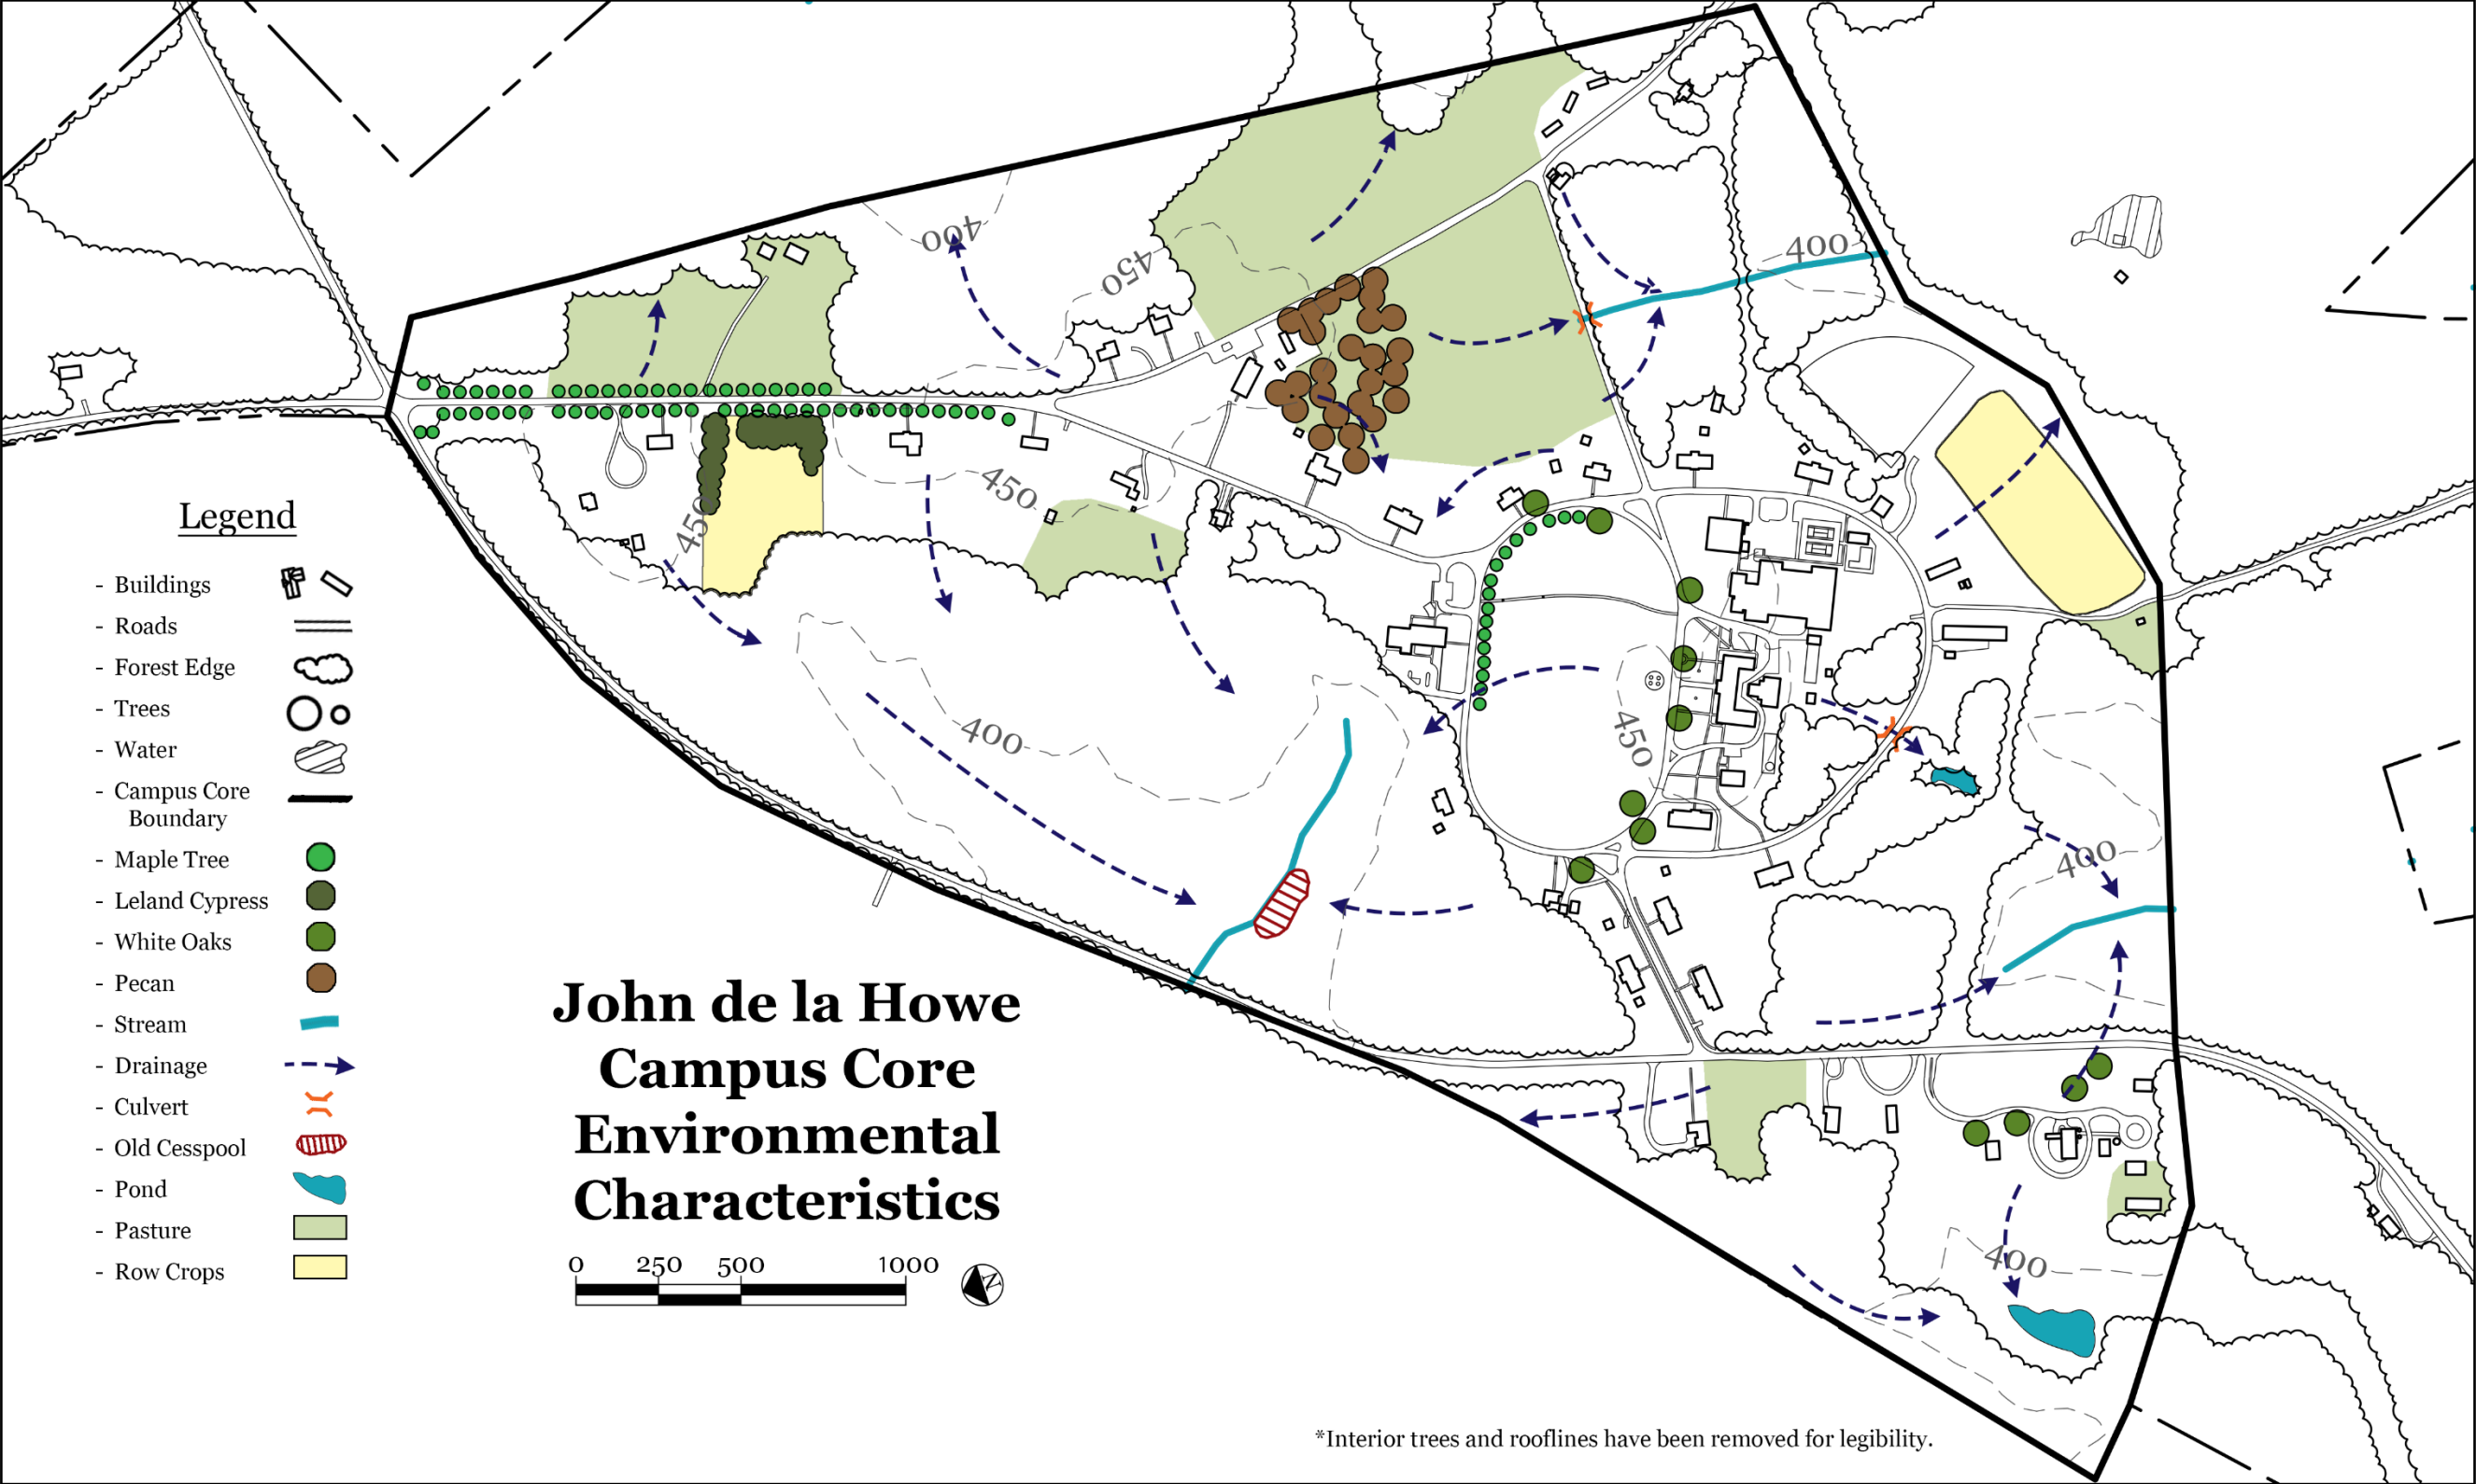 400
450
400
450
450
Legend
- Buildings
- Roads
- Forest Edge
- Trees
- Water
- Campus Core
Boundary
- Maple Tree
- Leland Cypress
- White Oaks
- Pecan
- Stream
- Drainage
- Culvert
- Old Cesspool
- Pond
- Pasture
- Row Crops
400
450
400
400
John de la Howe
Campus Core
Environmental
Characteristics
0 250 500 1000
N
*Interior trees and rooflines have been removed for legibility.